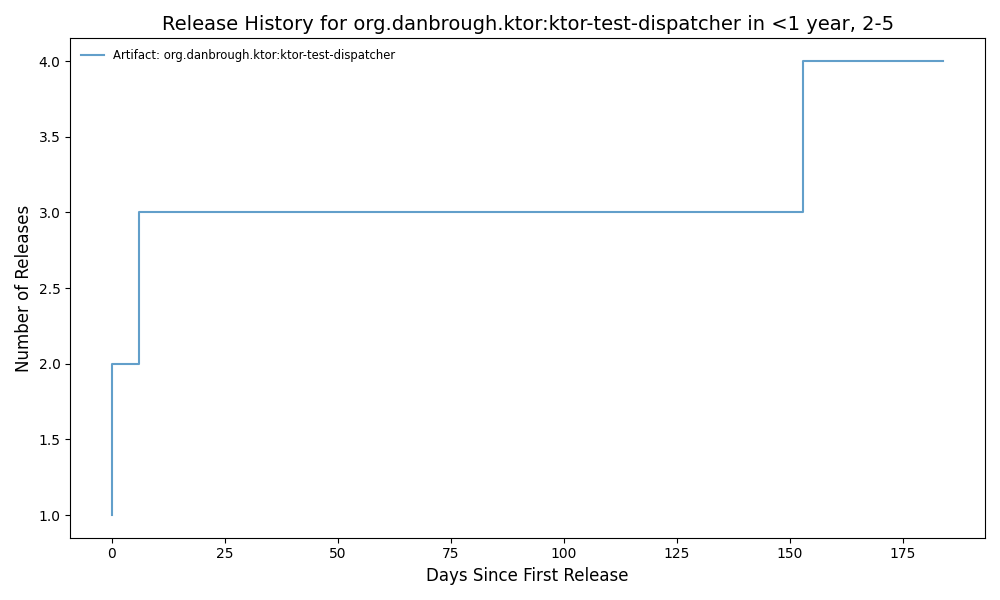 Release History for org.danbrough.ktor:ktor-test-dispatcher in <1 year, 2-5
Artifact: org.danbrough.ktor:ktor-test-dispatcher
Number of Releases
4.0
3.5
3.0
2.5
2.0
1.5
1.0
0 25 50 75 100 125 150 175
Days Since First Release